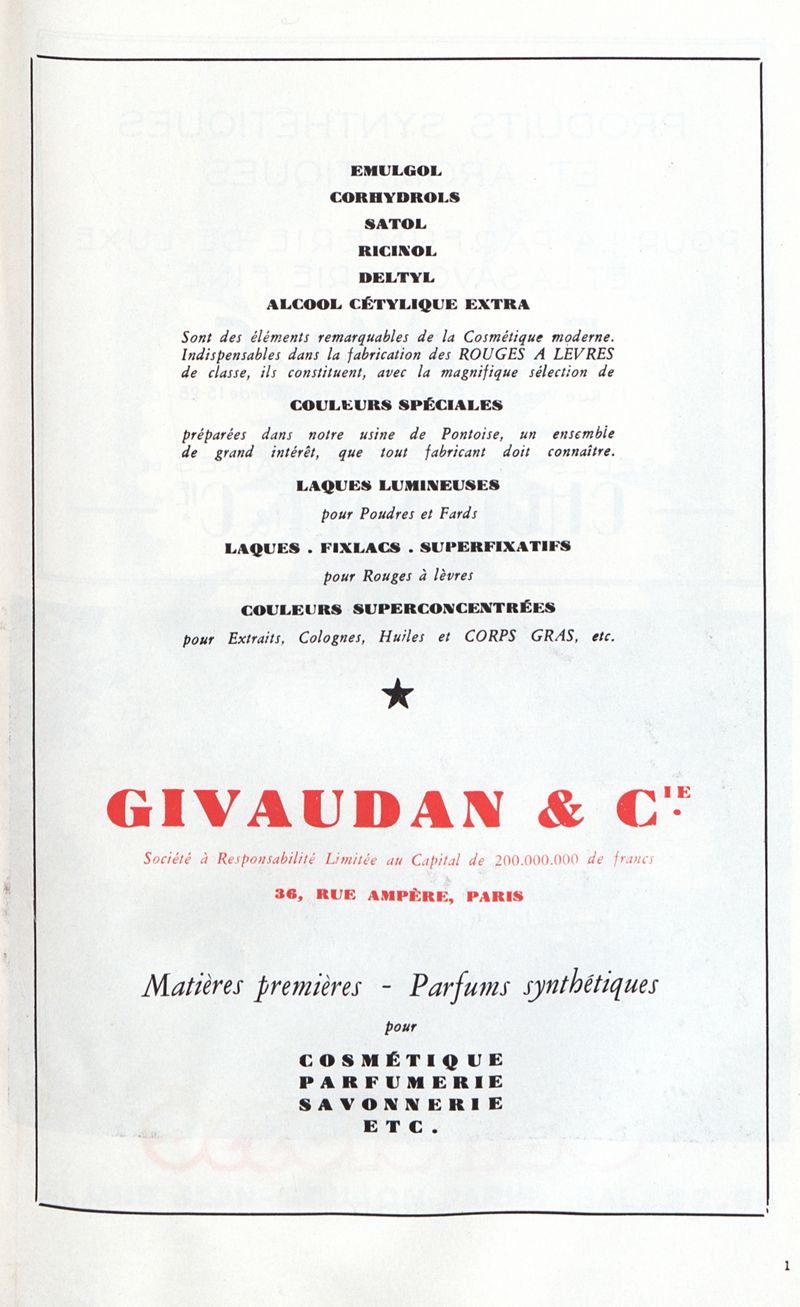 EMULGOL
CORHYDROLS
SATOL
RICINOL
DELTYL
ALCOOL CÉTYLIQUE EXTRA
Sont des éléments remarquables de la Cosmétique moderne.
Indispensables dans la fabrication des ROUGES A LÈVRES
de classe, ils constituent, avec la magnifique sélection de
COULEURS SPÉCIALES
préparées dans notre usine de Pontoise, un ensemble
de grand intérêt, que tout fabricant doit connaître.
LAQUES LUMINEUSES
pour Poudres et Fards
LAQUES . FIXLACS . SUPERFIXATIFS
pour Rouges à lèvres
COULEURS SUPERCONCENTRÉES
pour Extraits, Colognes, Huiles et CORPS GRAS, etc.
GIVAUDAN & CIE.
Société à Responsabilité Limitée au Capital de 200.000.000 de francs
36, RUE AMPÈRE, PARIS
Matières premières - Parfums synthétiques
pour
COSMÉTIQUE
PARFUMERIE
SAVONNERIE
ETC.
1